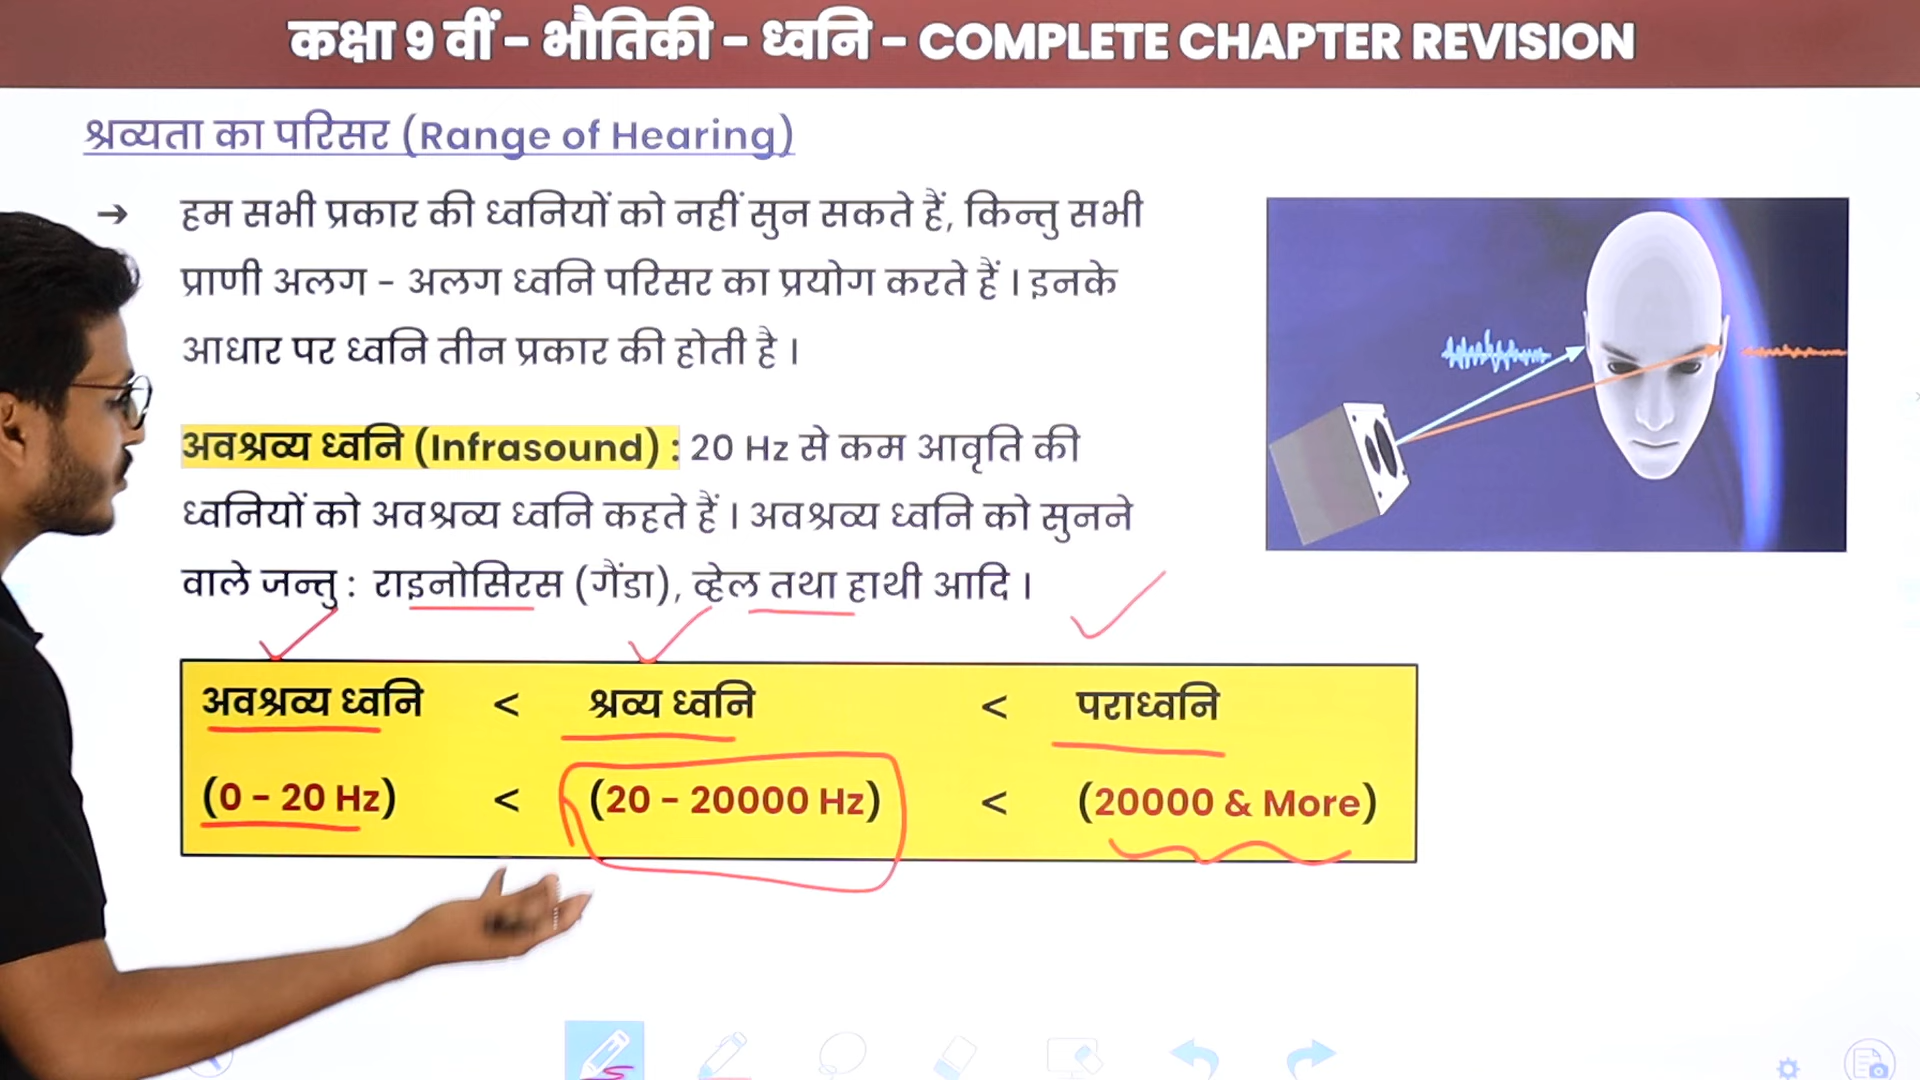 कक्षा 9 वीं - भौतिकी - ध्वनि - COMPLETE CHAPTER REVISION
श्रव्यता का परिसर (Range of Hearing)
→ हम सभी प्रकार की ध्वनियों को नहीं सुन सकते हैं, किन्तु सभी
प्राणी अलग - अलग ध्वनि परिसर का प्रयोग करते हैं । इनके
आधार पर ध्वनि तीन प्रकार की होती है ।
अवश्रव्य ध्वनि (Infrasound) : 20 Hz से कम आवृति की
ध्वनियों को अवश्रव्य ध्वनि कहते हैं । अवश्रव्य ध्वनि को सुनने
वाले जन्तु : राइनोसिरस (गैंडा), व्हेल तथा हाथी आदि ।
अवश्रव्य ध्वनि < श्रव्य ध्वनि < पराध्वनि
(0 - 20 Hz) < (20 - 20000 Hz) < (20000 & More)